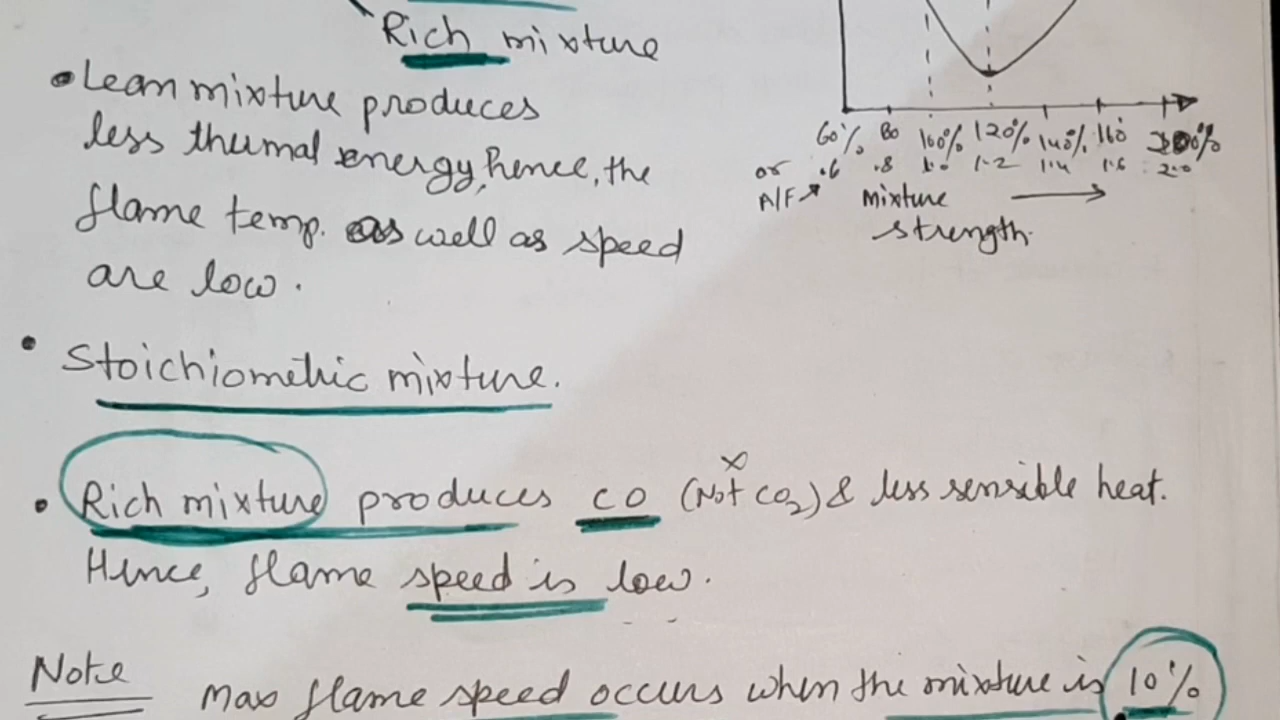 Rich mixture
• Lean mixture produces
less thermal energy, hence, the
flame temp. as well as speed
are low.
60% 80 100% 120% 140% 160 200%
or .6 .8 1.0 1.2 1.4 1.6 2.0
A/F mixture
strength.
• Stoichiometric mixture.
• Rich mixture produces CO (Not CO₂) & less sensible heat.
Hence, flame speed is low.
Note max flame speed occurs when the mixture is 10%